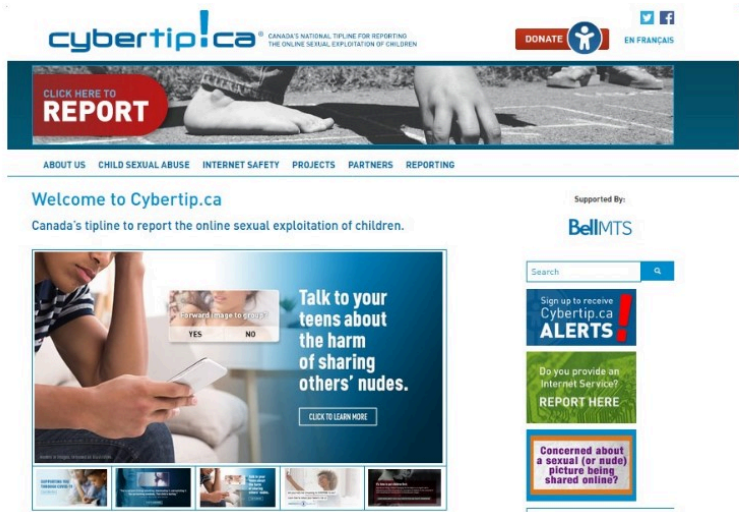 cybertip!ca®
CANADA'S NATIONAL TIPLINE FOR REPORTING
THE ONLINE SEXUAL EXPLOITATION OF CHILDREN
DONATE
EN FRANÇAIS
CLICK HERE TO
REPORT
ABOUT US CHILD SEXUAL ABUSE INTERNET SAFETY PROJECTS PARTNERS REPORTING
Welcome to Cybertip.ca
Canada's tipline to report the online sexual exploitation of children.
Forward image to group?
YES NO
Talk to your
teens about
the harm
of sharing
others' nudes.
CLICK TO LEARN MORE
Supported By:
BellMTS
Search
Sign up to receive
Cybertip.ca
ALERTS!
Do you provide an
Internet Service?
REPORT HERE
Concerned about
a sexual (or nude)
picture being
shared online?